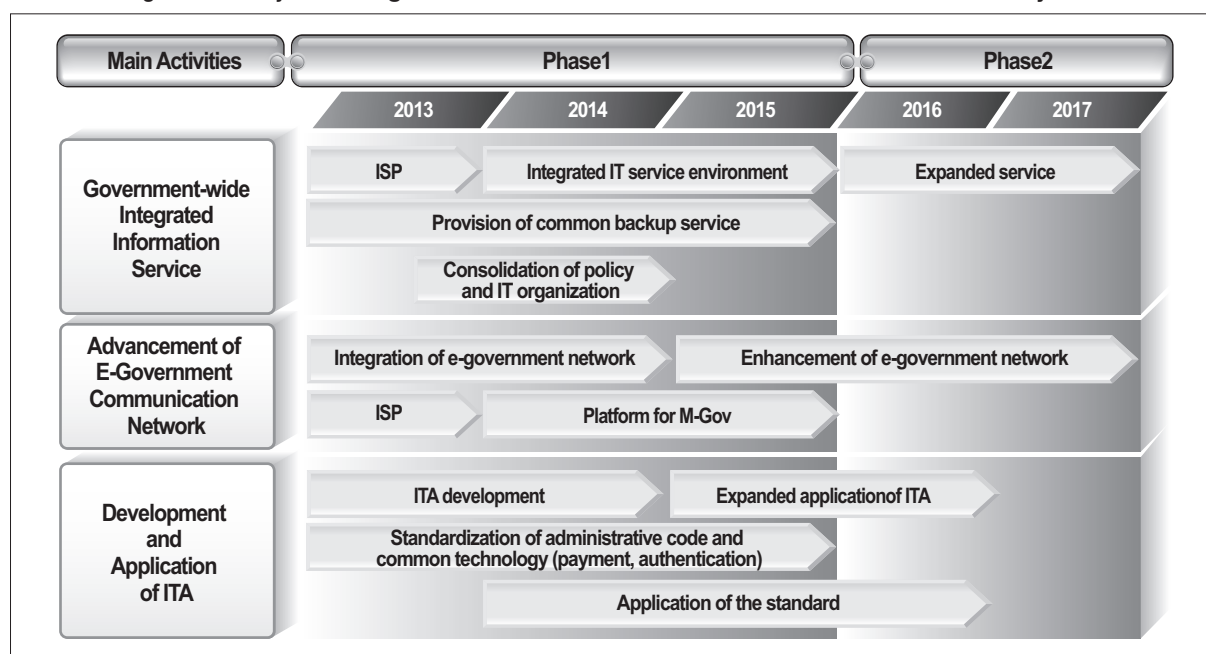 Main Activities
Phase1
Phase2
2013
2014
2015
2016
2017
Government-wide
Integrated
Information
Service
ISP
Integrated IT service environment
Expanded service
Provision of common backup service
Consolidation of policy
and IT organization
Advancement of
E-Government
Communication
Network
Integration of e-government network
Enhancement of e-government network
ISP
Platform for M-Gov
Development
and
Application
of ITA
ITA development
Expanded applicationof ITA
Standardization of administrative code and
common technology (payment, authentication)
Application of the standard